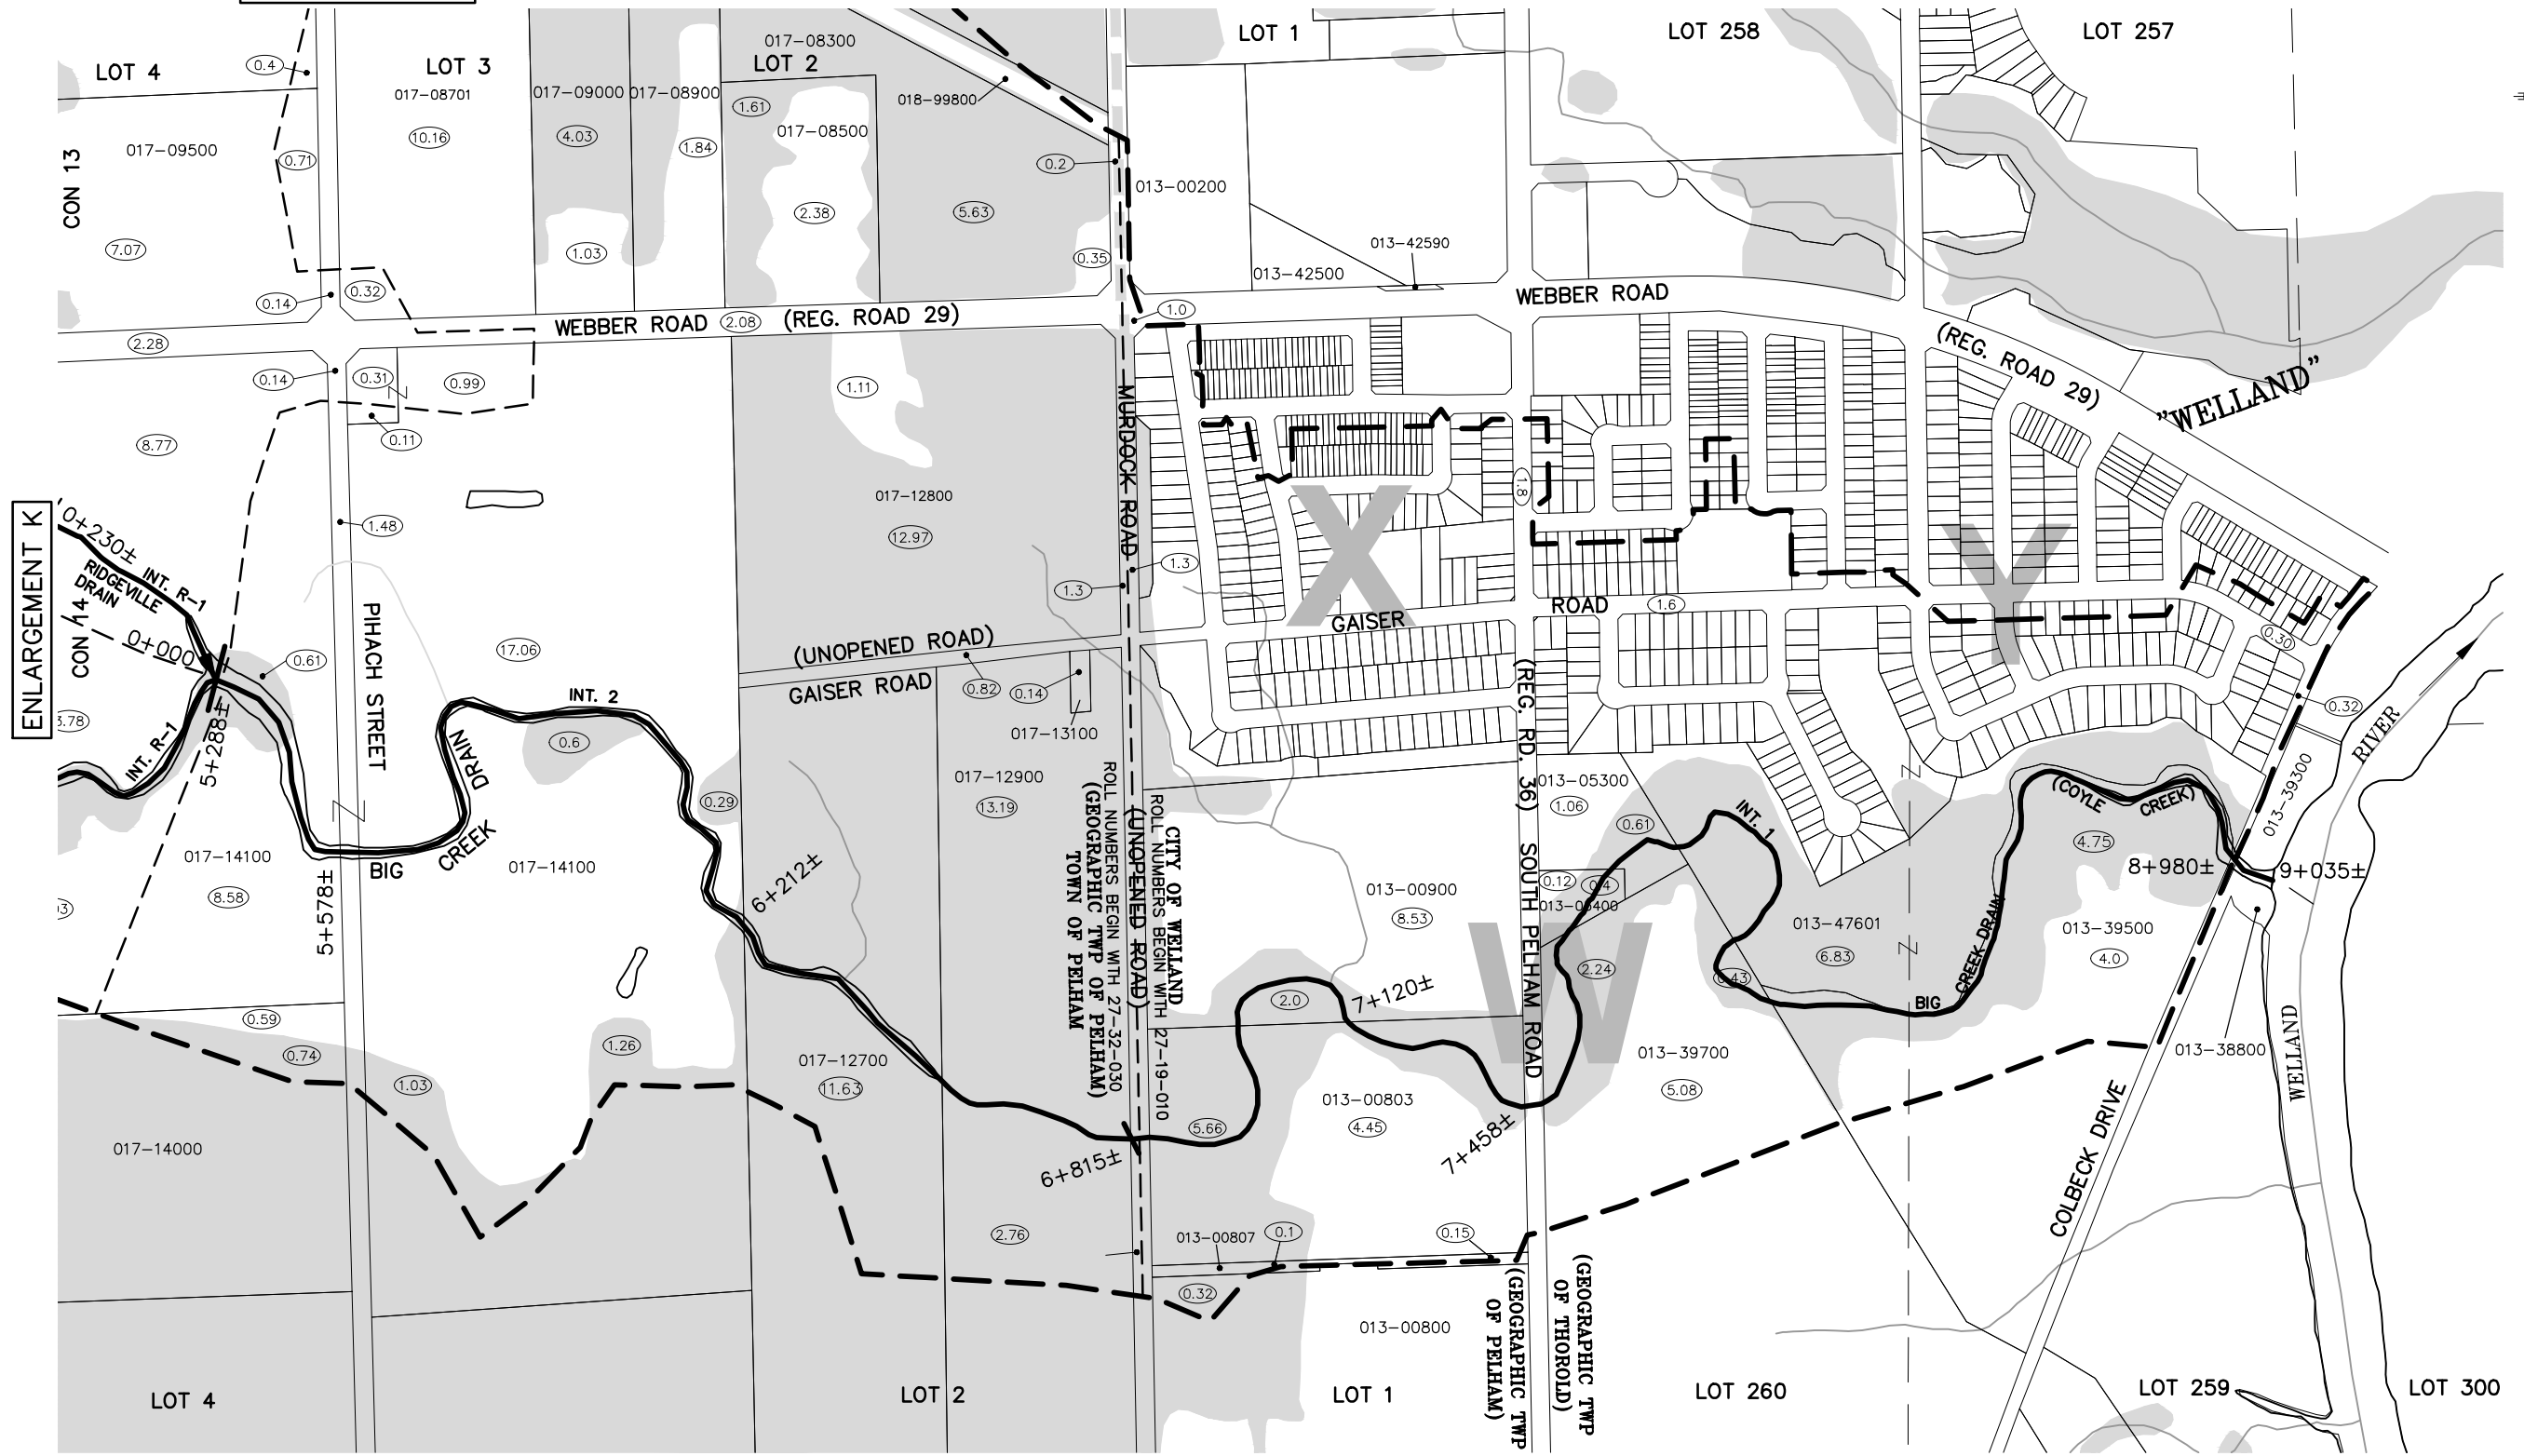 LOT 4
0.4
LOT 3
017-08701
10.16
017-09500
0.71
CON 13
7.07
0.14
0.32
2.28
017-09000
4.03
1.03
017-08900
1.84
017-08300
LOT 2
1.61
017-08500
2.38
018-99800
5.63
0.2
0.35
LOT 1
013-00200
013-42590
013-42500
LOT 258
LOT 257
WEBBER ROAD
2.08
(REG. ROAD 29)
1.0
WEBBER ROAD
(REG. ROAD 29)
"WELLAND"
0.14
0.31
0.99
0.11
8.77
1.11
017-12800
12.97
MURDOCK ROAD
1.8
X
Y
ENLARGEMENT K
0+230±
INT. R-1
RIDGEVILLE
DRAIN
CON 14
0+000
1.48
PIHACH STREET
17.06
0.61
3.78
INT. R-1
5+288±
1.3
1.3
(UNOPENED ROAD)
GAISER ROAD
0.82
0.14
017-13100
GAISER
ROAD
1.6
0.30
0.32
RIVER
INT. 2
0.6
DRAIN
0.29
BIG
CREEK
017-14100
8.58
5+578±
017-14100
6+212±
017-12900
13.19
ROLL NUMBERS BEGIN WITH 27-32-030
(GEOGRAPHIC TWP OF PELHAM)
TOWN OF PELHAM
(UNOPENED ROAD)
CITY OF WELLAND
ROLL NUMBERS BEGIN WITH 27-19-010
(REG. RD. 36)
SOUTH PELHAM ROAD
013-05300
1.06
0.61
INT. 1
0.12
0.4
013-05400
013-00900
8.53
2.0
7+120±
W
2.24
0.43
013-47601
6.83
(COYLE
CREEK)
4.75
013-39300
8+980±
9+035±
013-39500
4.0
BIG
CREEK DRAIN
0.59
0.74
1.03
1.26
017-12700
11.63
017-14000
5.66
6+815±
013-00803
4.45
7+458±
013-39700
5.08
013-38800
WELLAND
COLBECK DRIVE
2.76
013-00807
0.1
0.15
0.32
013-00800
(GEOGRAPHIC TWP
OF PELHAM)
(GEOGRAPHIC TWP
OF THOROLD)
LOT 4
LOT 2
LOT 1
LOT 260
LOT 259
LOT 300